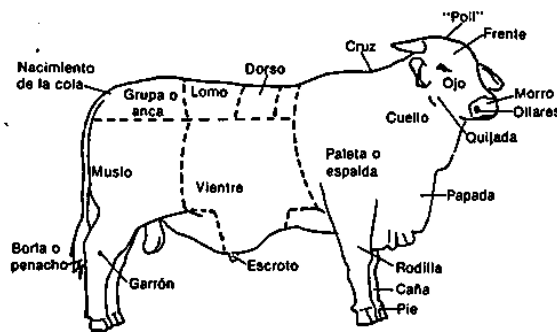 "Poll"
Frente
Cruz
Dorso
Nacimiento
de la cola
Lomo
Ojo
Grupa o
anca
Morro
Ollares
Cuello
Quijada
Paleta o
espalda
Muslo
Vientre
Papada
Borla o
penacho
Escroto
Rodilla
Garrón
Caña
Pie